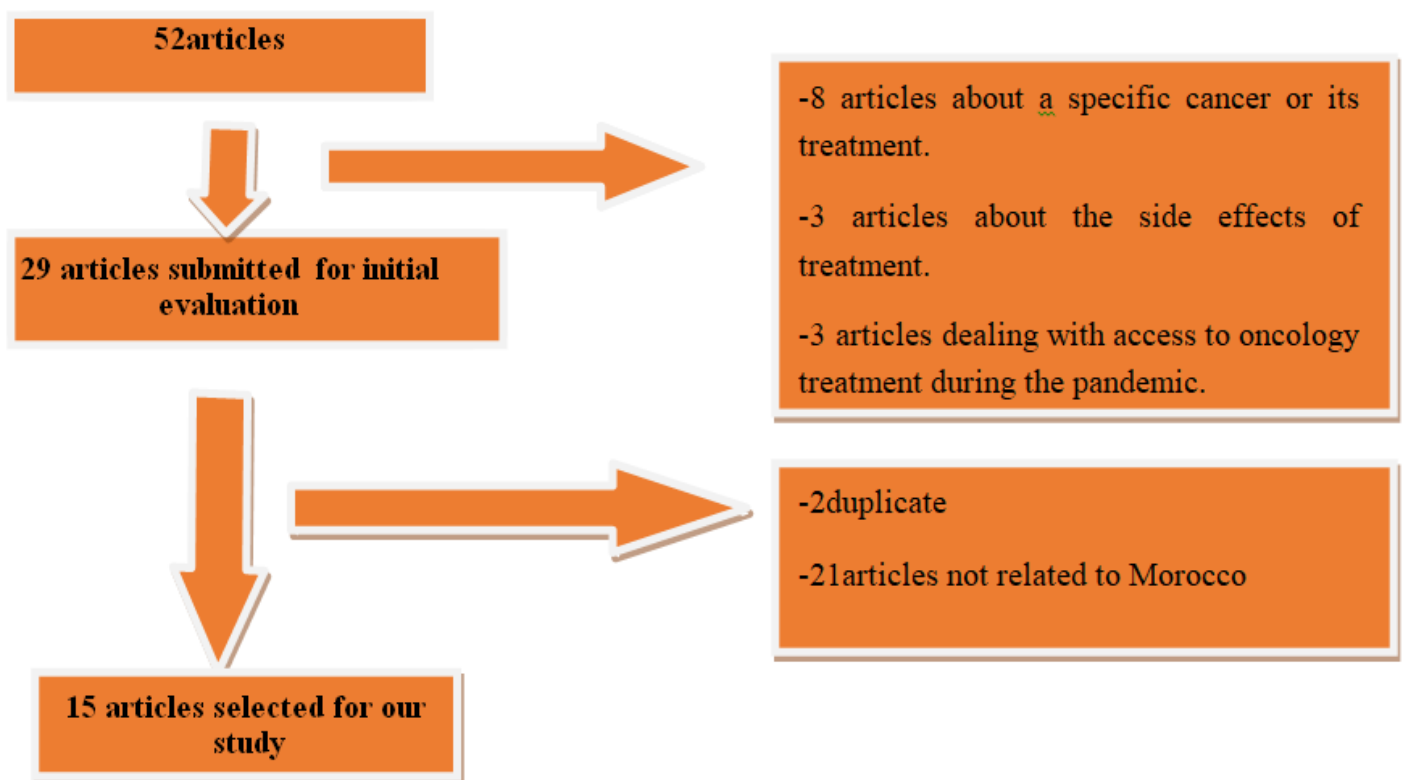 52articles
-8 articles about a specific cancer or its
treatment.
-3 articles about the side effects of
treatment.
-3 articles dealing with access to oncology
treatment during the pandemic.
29 articles submitted for initial
evaluation
-2duplicate
-21articles not related to Morocco
15 articles selected for our
study